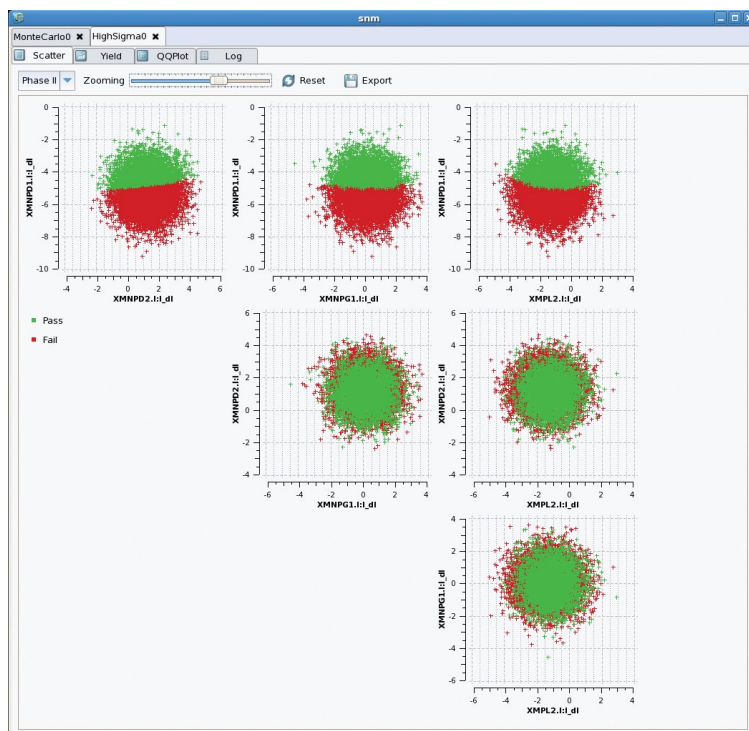 snm
MonteCarlo0 ✖ HighSigma0 ✖
Scatter Yield QQPlot Log
Phase II Zooming Reset Export
0 0 0
-2 -2 -2
-4 -4 -4
-6 -6 -6
-8 -8 -8
-10 -10 -10
XMNPD1.I:I_dl XMNPD1.I:I_dl XMNPD1.I:I_dl
-4 -2 0 2 4 6 -6 -4 -2 0 2 4 -6 -4 -2 0 2 4
XMNPD2.I:I_dl XMNPG1.I:I_dl XMPL2.I:I_dl
Pass
Fail
6 6
4 4
2 2
0 0
-2 -2
-4 -4
XMNPD2.I:I_dl XMNPD2.I:I_dl
-6 -4 -2 0 2 4 -6 -4 -2 0 2 4
XMNPG1.I:I_dl XMPL2.I:I_dl
4
2
0
-2
-4
-6
XMNPG1.I:I_dl
-6 -4 -2 0 2 4
XMPL2.I:I_dl